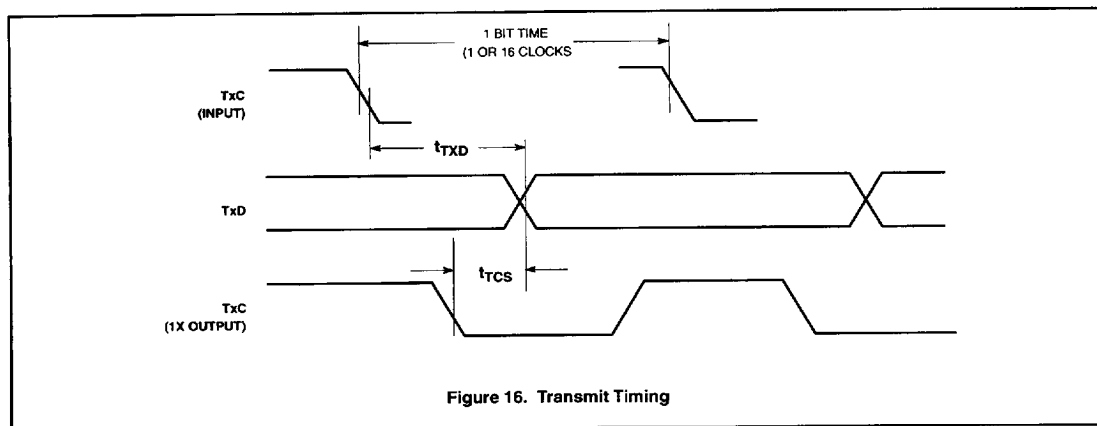 1 BIT TIME
(1 OR 16 CLOCKS
TxC
(INPUT)
tTXD
TxD
tTCS
TxC
(1X OUTPUT)
Figure 16. Transmit Timing